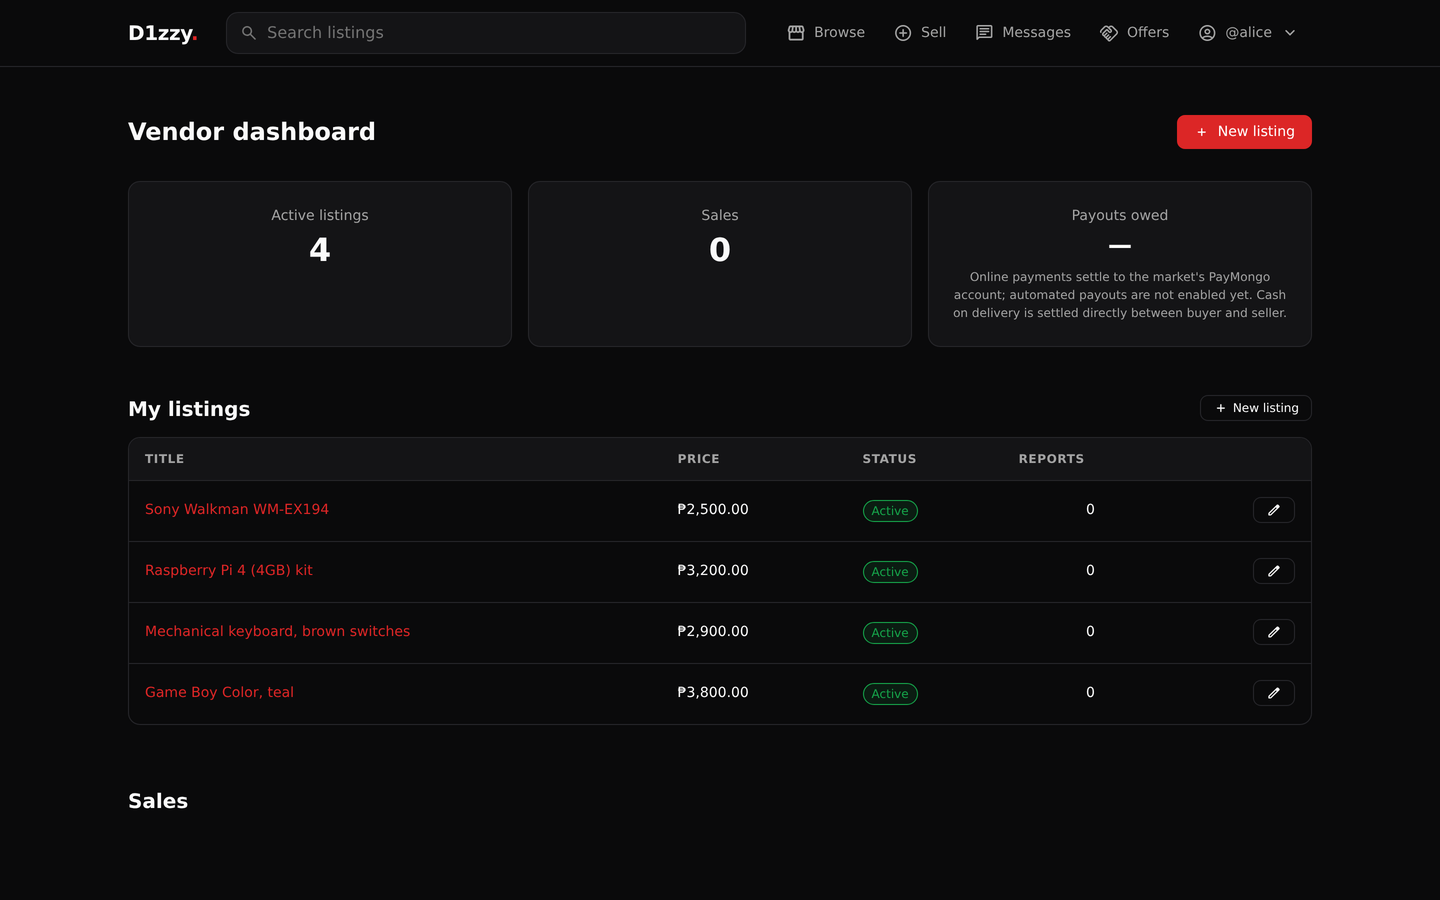 D1zzy.
Search listings
Browse
Sell
Messages
Offers
@alice
Vendor dashboard
+ New listing
Active listings
4
Sales
0
Payouts owed
—
Online payments settle to the market's PayMongo
account; automated payouts are not enabled yet. Cash
on delivery is settled directly between buyer and seller.
My listings
+ New listing
TITLE PRICE STATUS REPORTS
Sony Walkman WM-EX194 ₱2,500.00 Active 0
Raspberry Pi 4 (4GB) kit ₱3,200.00 Active 0
Mechanical keyboard, brown switches ₱2,900.00 Active 0
Game Boy Color, teal ₱3,800.00 Active 0
Sales